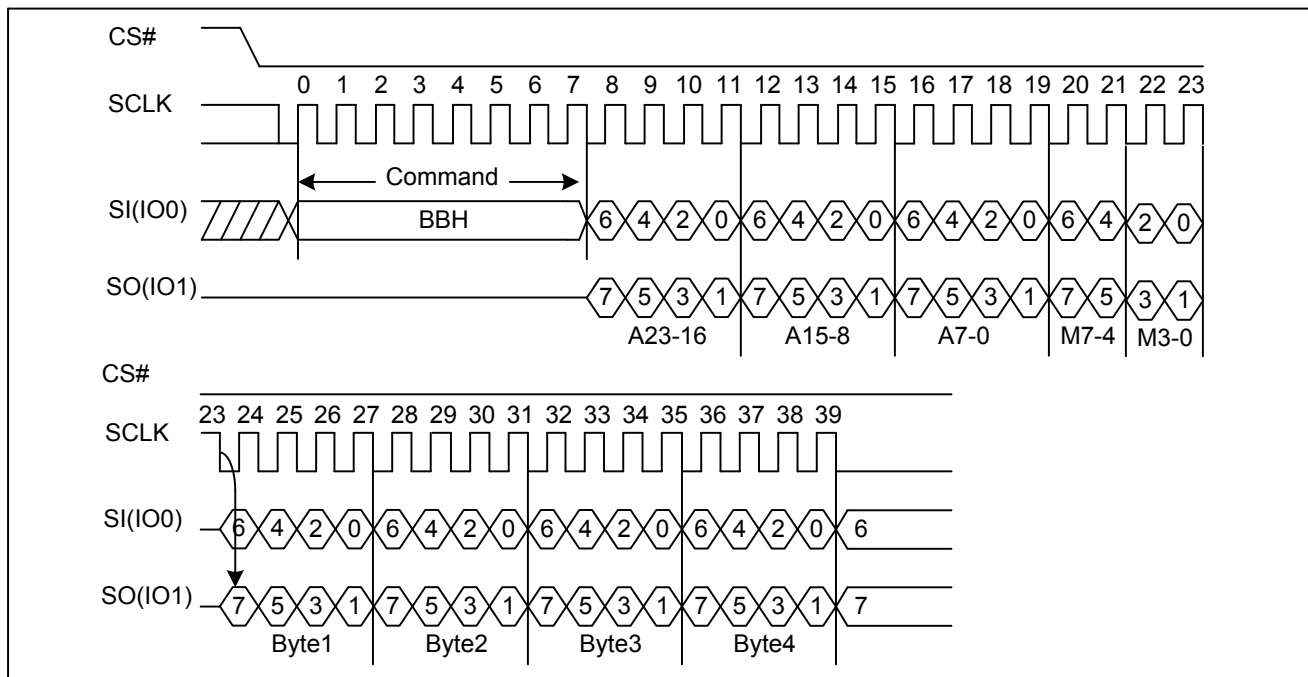 CS#
0 1 2 3 4 5 6 7 8 9 10 11 12 13 14 15 16 17 18 19 20 21 22 23
SCLK
Command
SI(IO0)
BBH
6 4 2 0 6 4 2 0 6 4 2 0 6 4 2 0
SO(IO1)
7 5 3 1 7 5 3 1 7 5 3 1 7 5 3 1
A23-16 A15-8 A7-0 M7-4 M3-0
CS#
23 24 25 26 27 28 29 30 31 32 33 34 35 36 37 38 39
SCLK
SI(IO0)
6 4 2 0 6 4 2 0 6 4 2 0 6 4 2 0 6
SO(IO1)
7 5 3 1 7 5 3 1 7 5 3 1 7 5 3 1 7
Byte1 Byte2 Byte3 Byte4